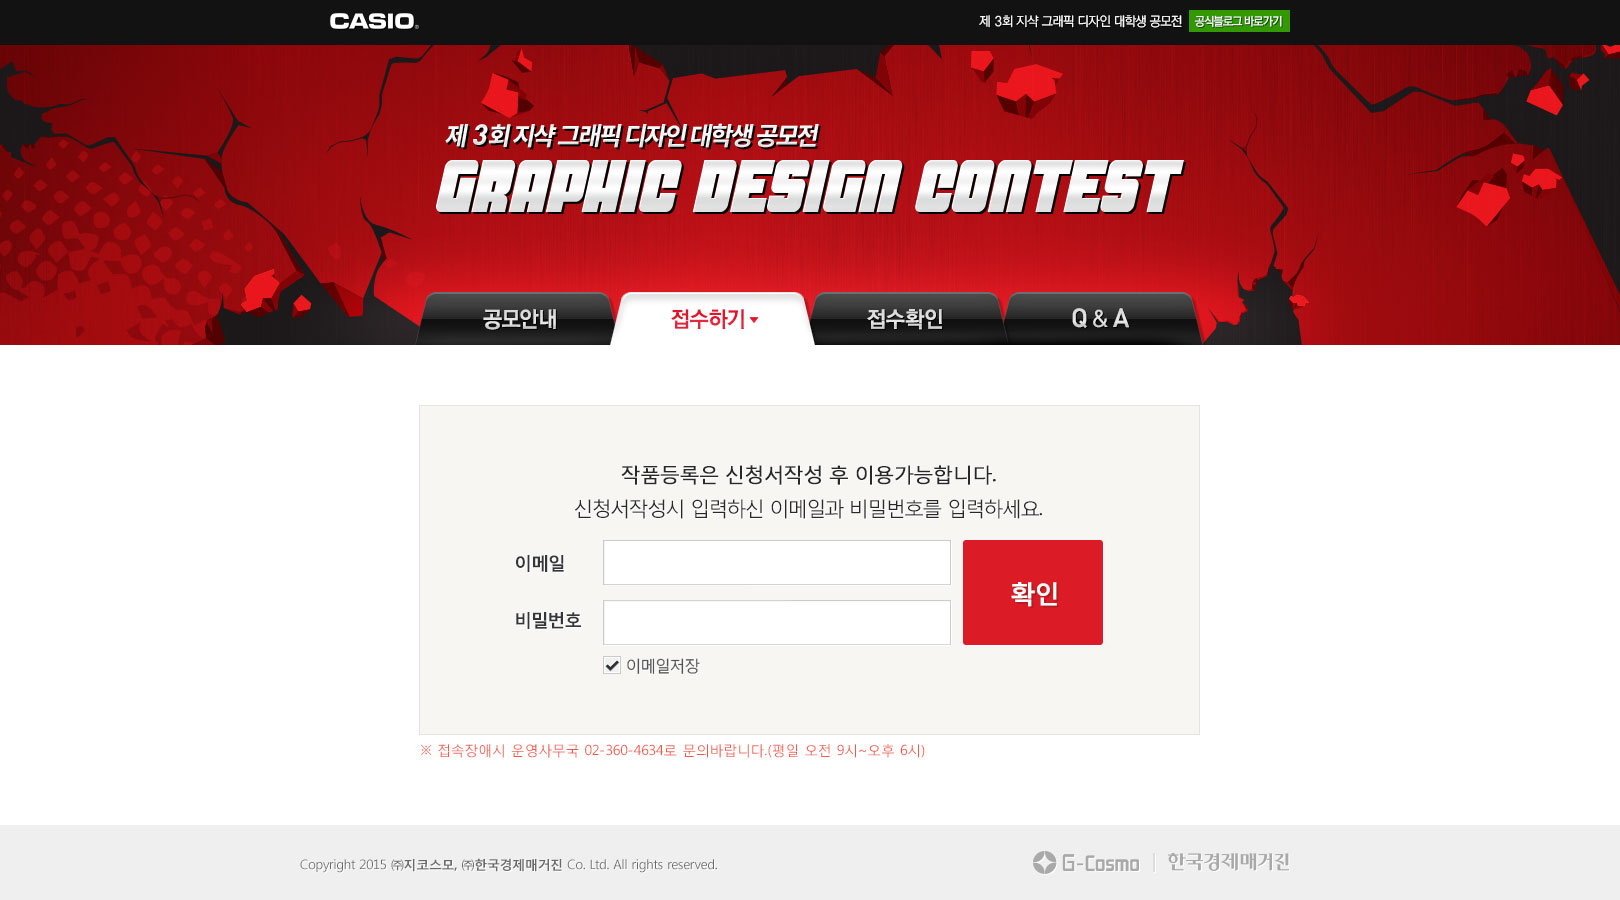 CASIO
제 3회 지샥 그래픽 디자인 대학생 공모전 공식블로그 바로가기
제 3회 지샥 그래픽 디자인 대학생 공모전
GRAPHIC DESIGN CONTEST
공모안내 접수하기 접수확인 Q & A
작품등록은 신청서작성 후 이용가능합니다.
신청서작성시 입력하신 이메일과 비밀번호를 입력하세요.
이메일
비밀번호
확인
이메일저장
※ 접속장애시 운영사무국 02-360-4634로 문의바랍니다.(평일 오전 9시~오후 6시)
Copyright 2015 ㈜지코스모, ㈜한국경제매거진 Co. Ltd. All rights reserved.
G-Cosmo 한국경제매거진